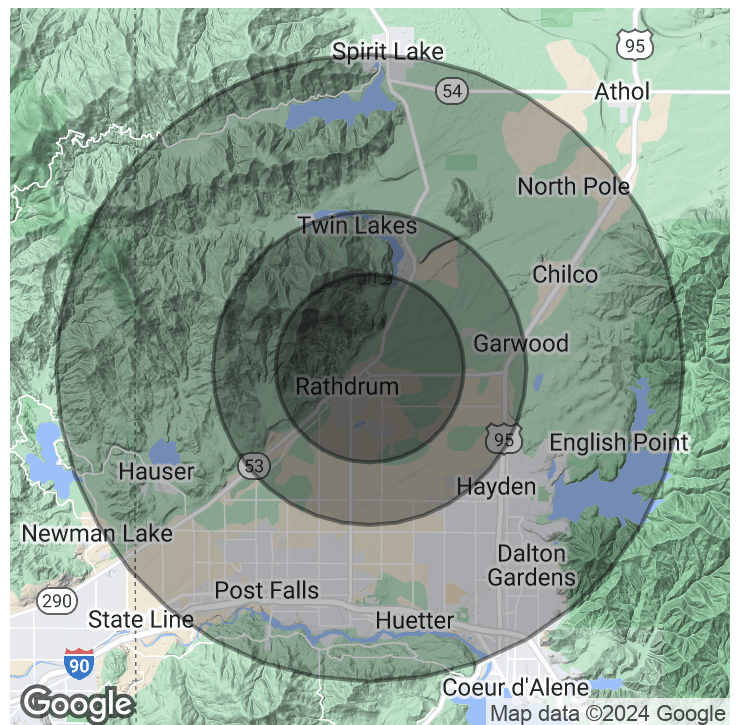 Spirit Lake
95
54
Athol
North Pole
Twin Lakes
Chilco
Garwood
Rathdrum
95
English Point
53
Hauser
Hayden
Newman Lake
Dalton
Gardens
Post Falls
290
State Line
Huetter
90
Coeur d'Alene
Google
Map data ©2024 Google